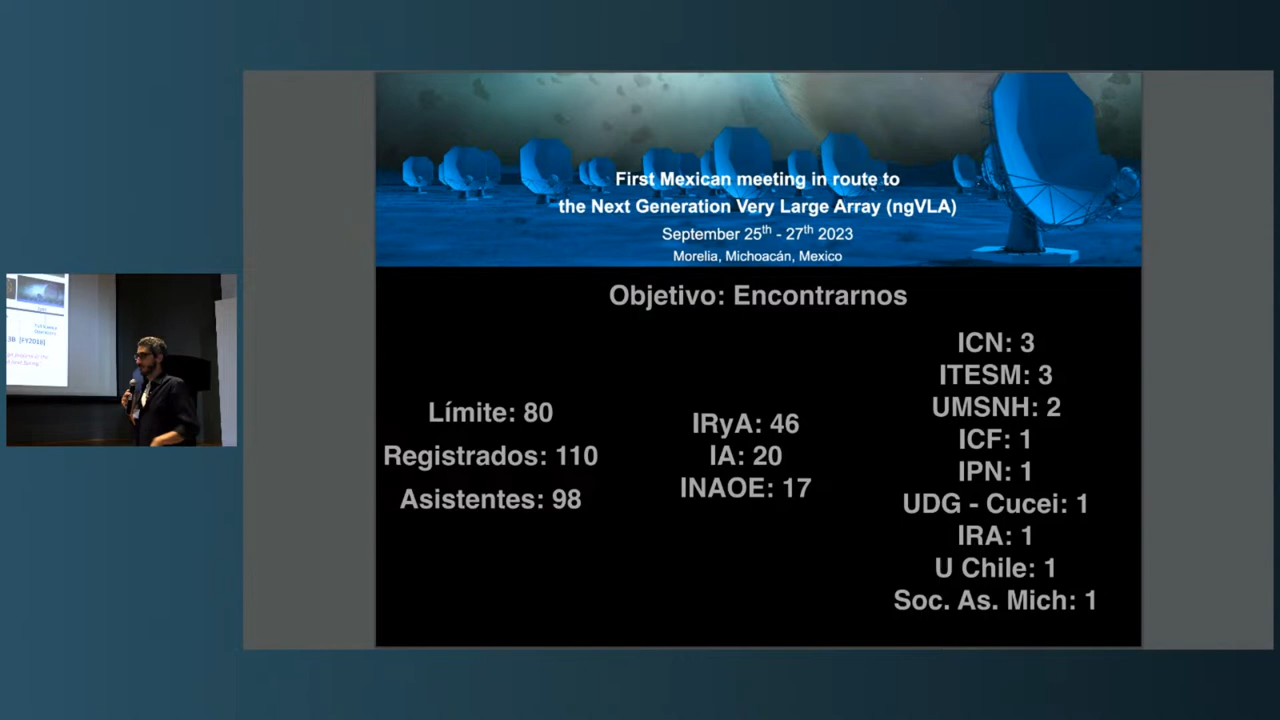 First Mexican meeting in route to
the Next Generation Very Large Array (ngVLA)
September 25th - 27th 2023
Morelia, Michoacán, Mexico
Objetivo: Encontrarnos
Límite: 80
Registrados: 110
Asistentes: 98
IRyA: 46
IA: 20
INAOE: 17
ICN: 3
ITESM: 3
UMSNH: 2
ICF: 1
IPN: 1
UDG - Cucei: 1
IRA: 1
U Chile: 1
Soc. As. Mich: 1